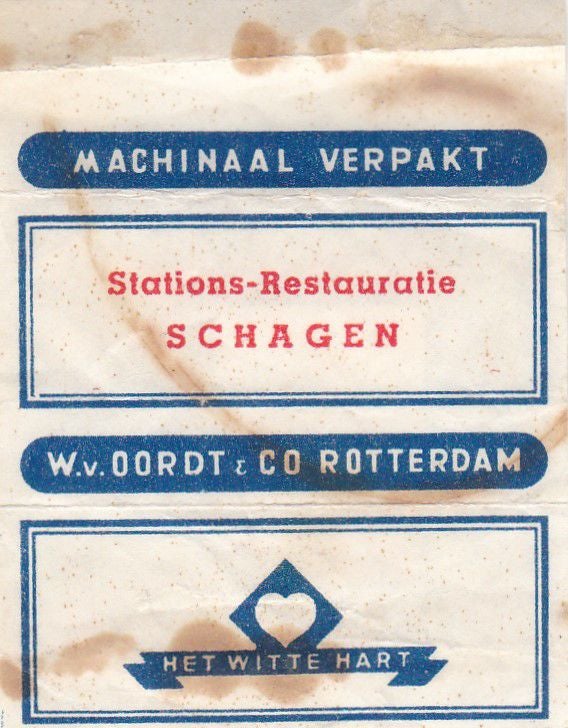 MACHINAAL VERPAKT
Stations-Restauratie
SCHAGEN
W.v. OORDT & CO ROTTERDAM
HET WITTE HART